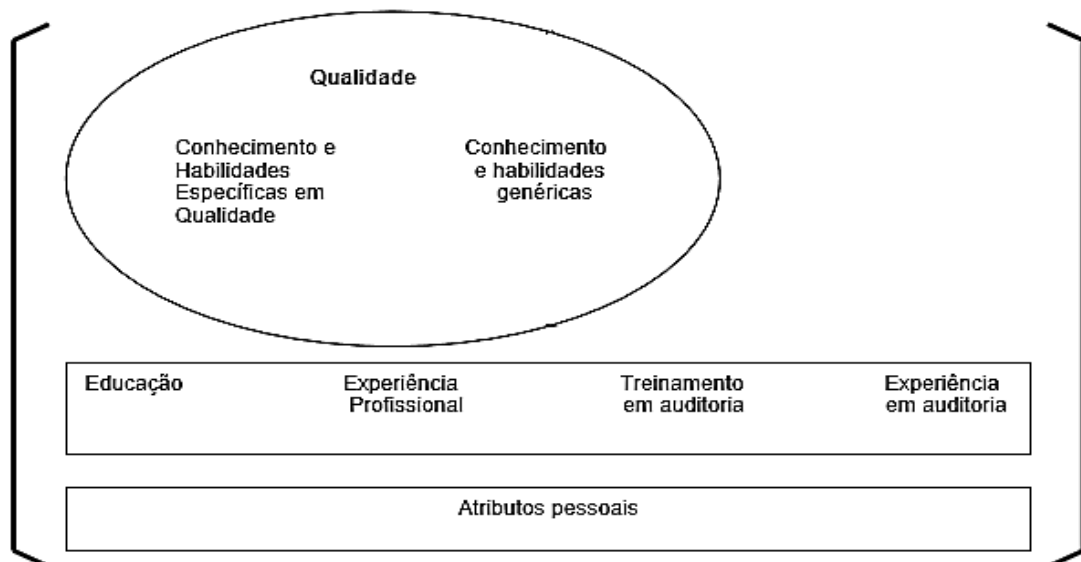 Qualidade
Conhecimento e
Habilidades
Específicas em
Qualidade
Conhecimento
e habilidades
genéricas
Educação
Experiência
Profissional
Treinamento
em auditoria
Experiência
em auditoria
Atributos pessoais